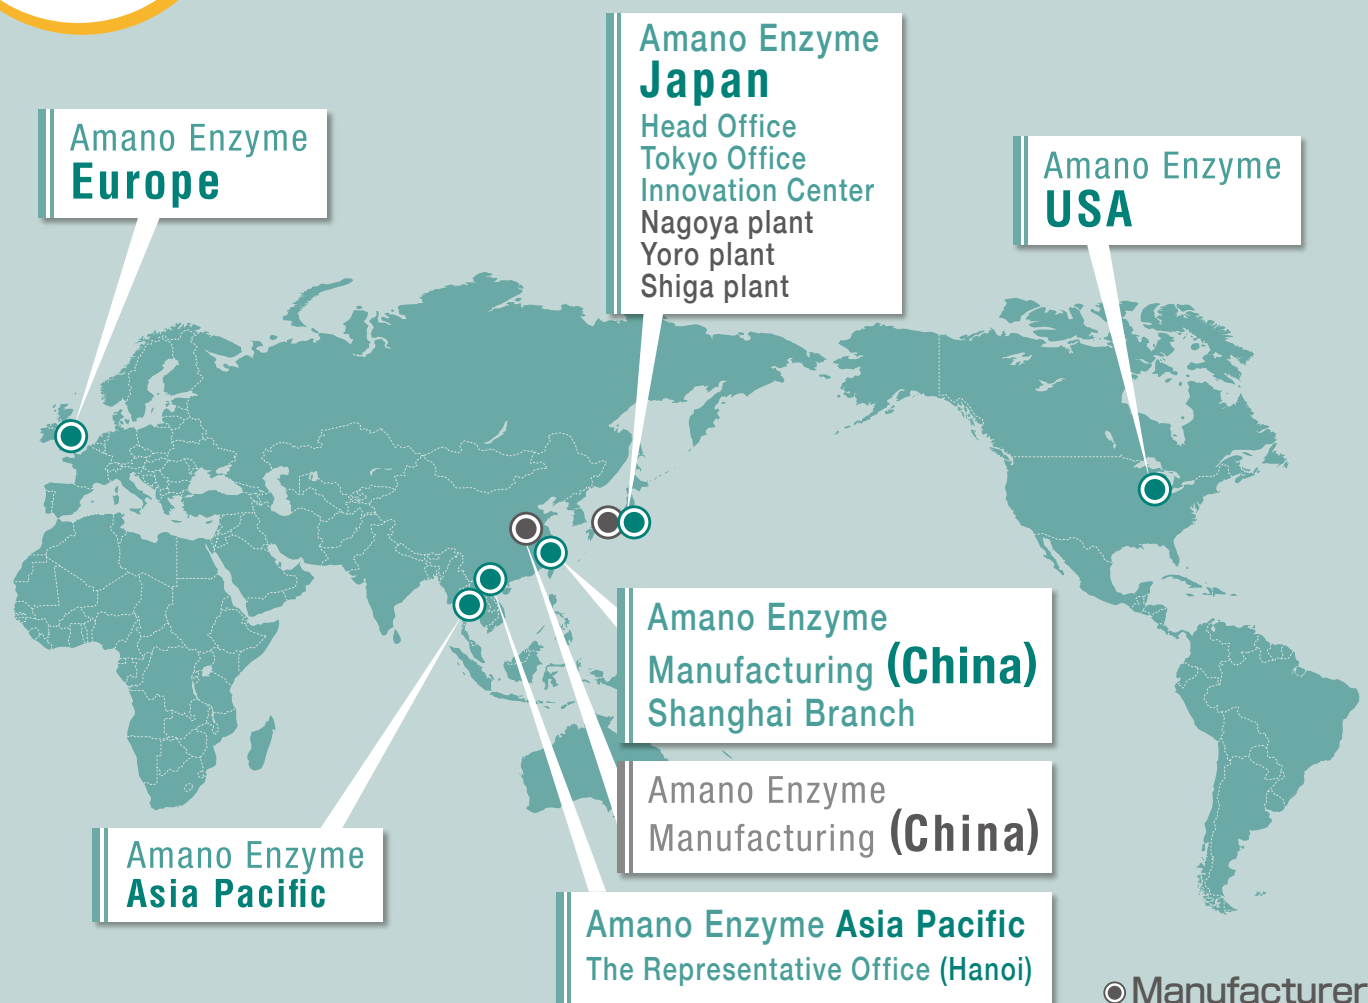 Amano Enzyme
Japan
Head Office
Tokyo Office
Innovation Center
Nagoya plant
Yoro plant
Shiga plant
Amano Enzyme
Europe
Amano Enzyme
USA
Amano Enzyme
Manufacturing (China)
Shanghai Branch
Amano Enzyme
Manufacturing (China)
Amano Enzyme
Asia Pacific
Amano Enzyme Asia Pacific
The Representative Office (Hanoi)
Manufacturer